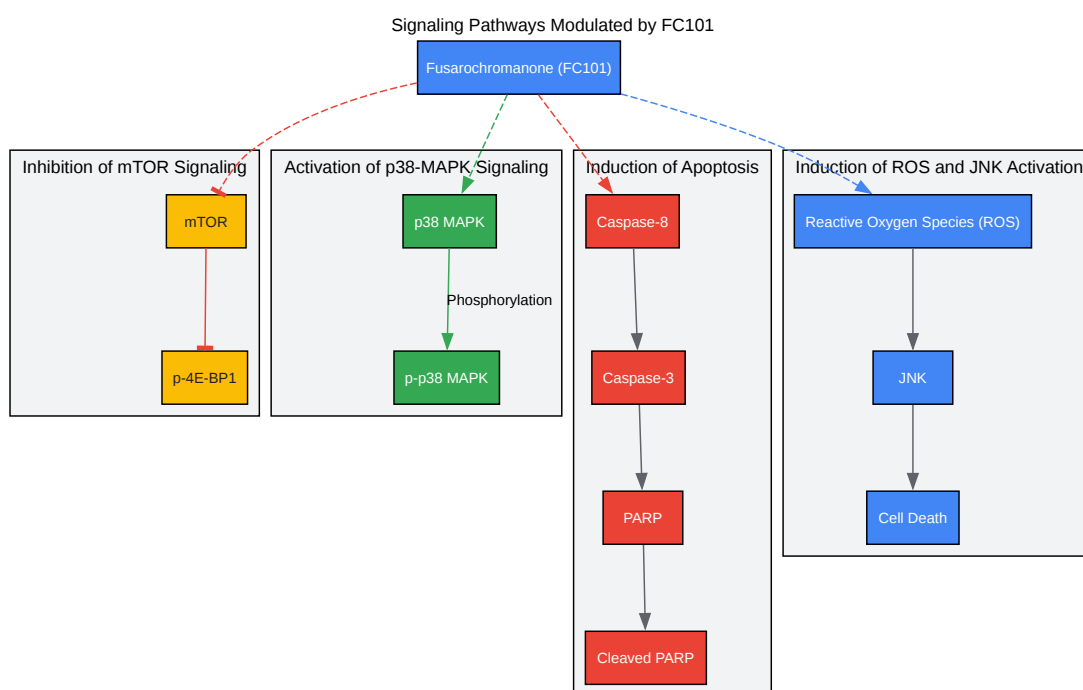 Signaling Pathways Modulated by FC101
Fusarochromanone (FC101)
Inhibition of mTOR Signaling
mTOR
p-4E-BP1
Activation of p38-MAPK Signaling
p38 MAPK
Phosphorylation
p-p38 MAPK
Induction of Apoptosis
Caspase-8
Caspase-3
PARP
Cleaved PARP
Induction of ROS and JNK Activation
Reactive Oxygen Species (ROS)
JNK
Cell Death